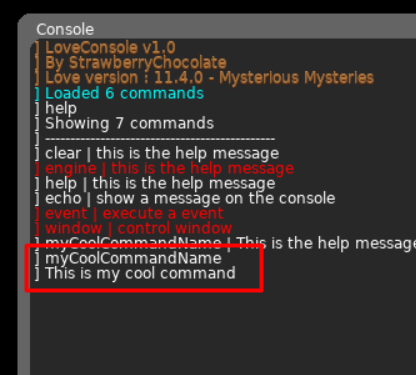 Console
] LoveConsole v1.0
] By StrawberryChocolate
] Love version : 11.4.0 - Mysterious Mysteries
] Loaded 6 commands
] help
] Showing 7 commands
] ----------------------------------------------
] clear | this is the help message
] engine | this is the help message
] help | this is the help message
] echo | show a message on the console
] event | execute a event
] window | control window
] myCoolCommandName | This is the help message
] myCoolCommandName
] This is my cool command